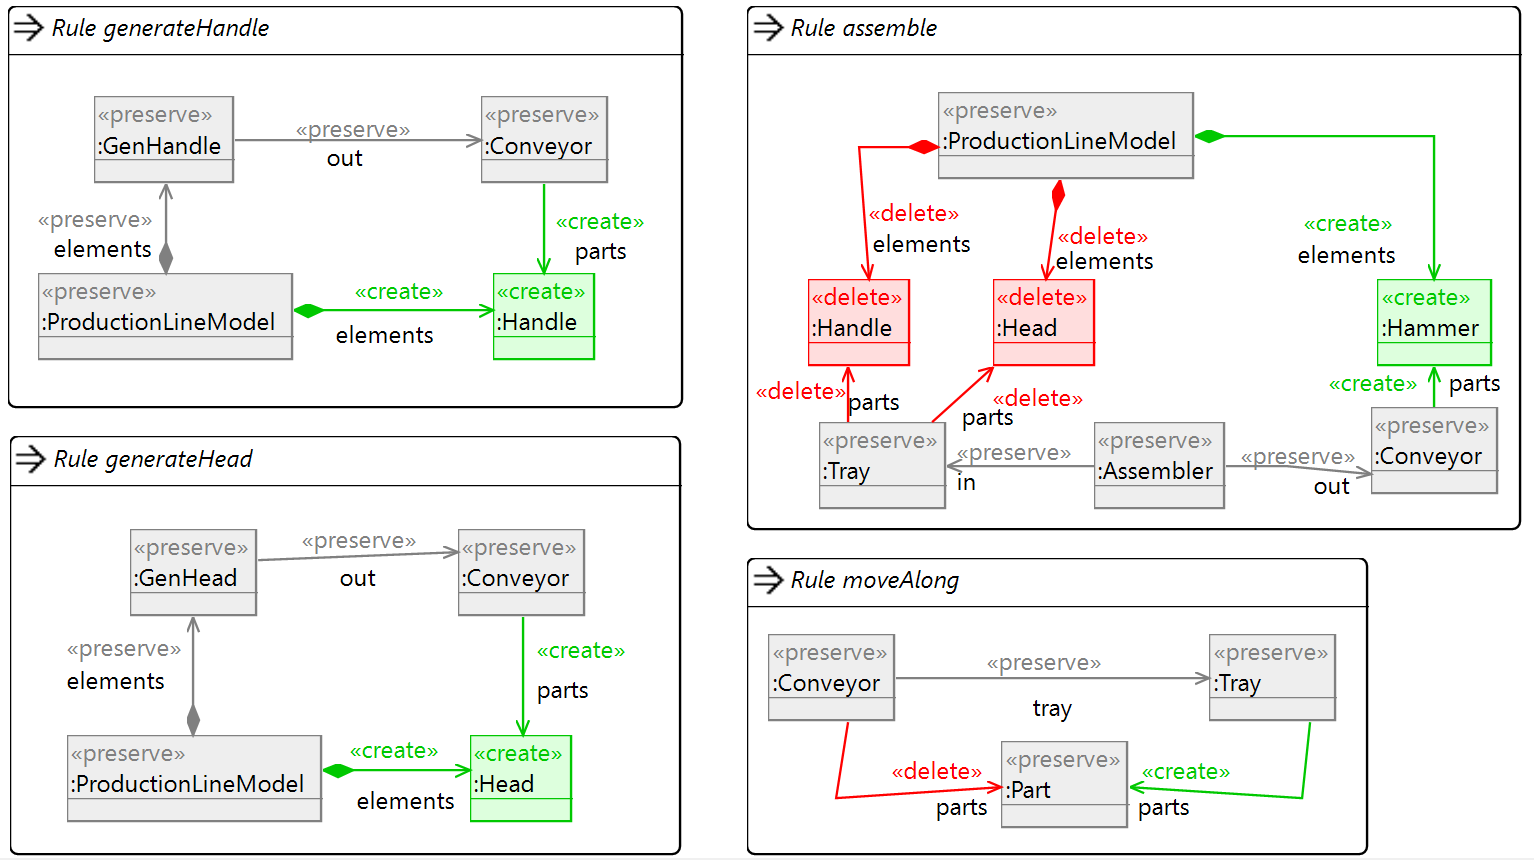 Rule generateHandle
«preserve»
:GenHandle
«preserve»
out
«preserve»
:Conveyor
«preserve»
elements
«create»
parts
«preserve»
:ProductionLineModel
«create»
elements
«create»
:Handle
Rule generateHead
«preserve»
:GenHead
«preserve»
out
«preserve»
:Conveyor
«preserve»
elements
«create»
parts
«preserve»
:ProductionLineModel
«create»
elements
«create»
:Head
Rule assemble
«preserve»
:ProductionLineModel
«delete»
elements
«delete»
elements
«create»
elements
«delete»
:Handle
«delete»
:Head
«create»
:Hammer
«delete»
parts
«delete»
parts
«create»
parts
«preserve»
:Tray
«preserve»
in
«preserve»
:Assembler
«preserve»
out
«preserve»
:Conveyor
Rule moveAlong
«preserve»
:Conveyor
«preserve»
tray
«preserve»
:Tray
«delete»
parts
«preserve»
:Part
«create»
parts